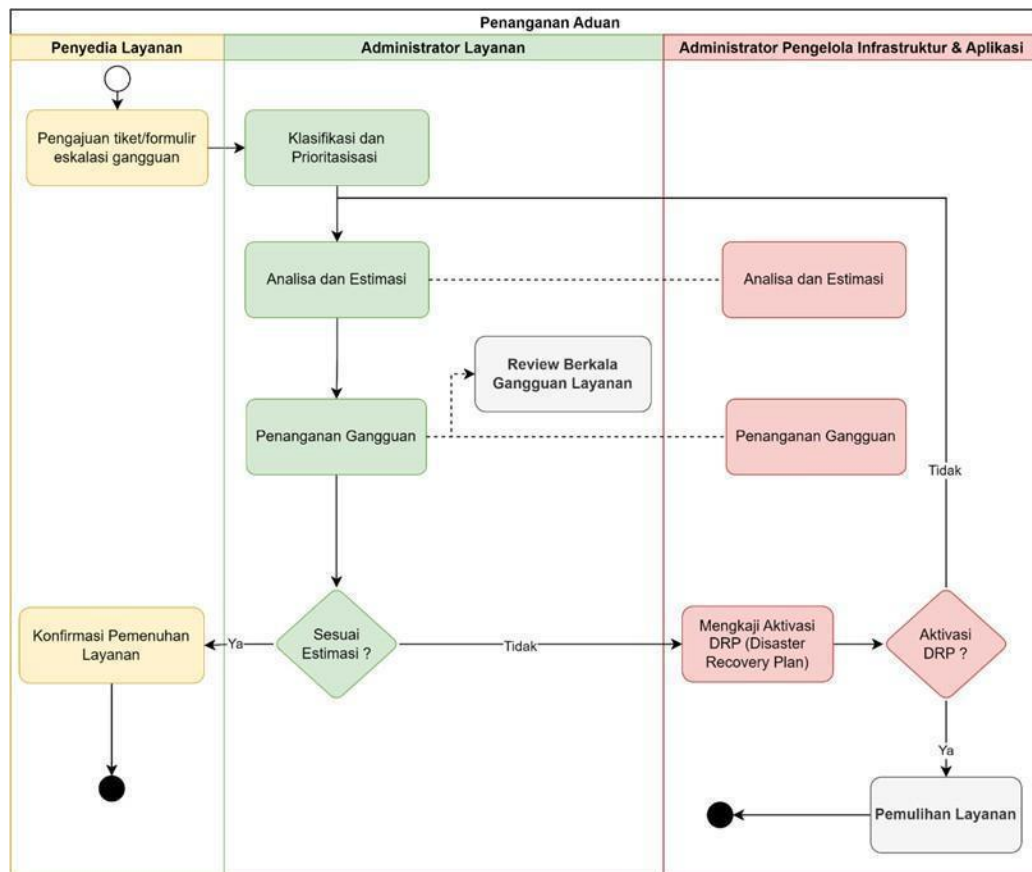 Penanganan Aduan
Penyedia Layanan
Administrator Layanan
Administrator Pengelola Infrastruktur & Aplikasi
Pengajuan tiket/formulir
eskalasi gangguan
Klasifikasi dan
Prioritasisasi
Analisa dan Estimasi
Analisa dan Estimasi
Review Berkala
Gangguan Layanan
Penanganan Gangguan
Penanganan Gangguan
Tidak
Konfirmasi Pemenuhan
Layanan
Ya
Sesuai
Estimasi ?
Tidak
Mengkaji Aktivasi
DRP (Disaster
Recovery Plan)
Aktivasi
DRP ?
Ya
Pemulihan Layanan